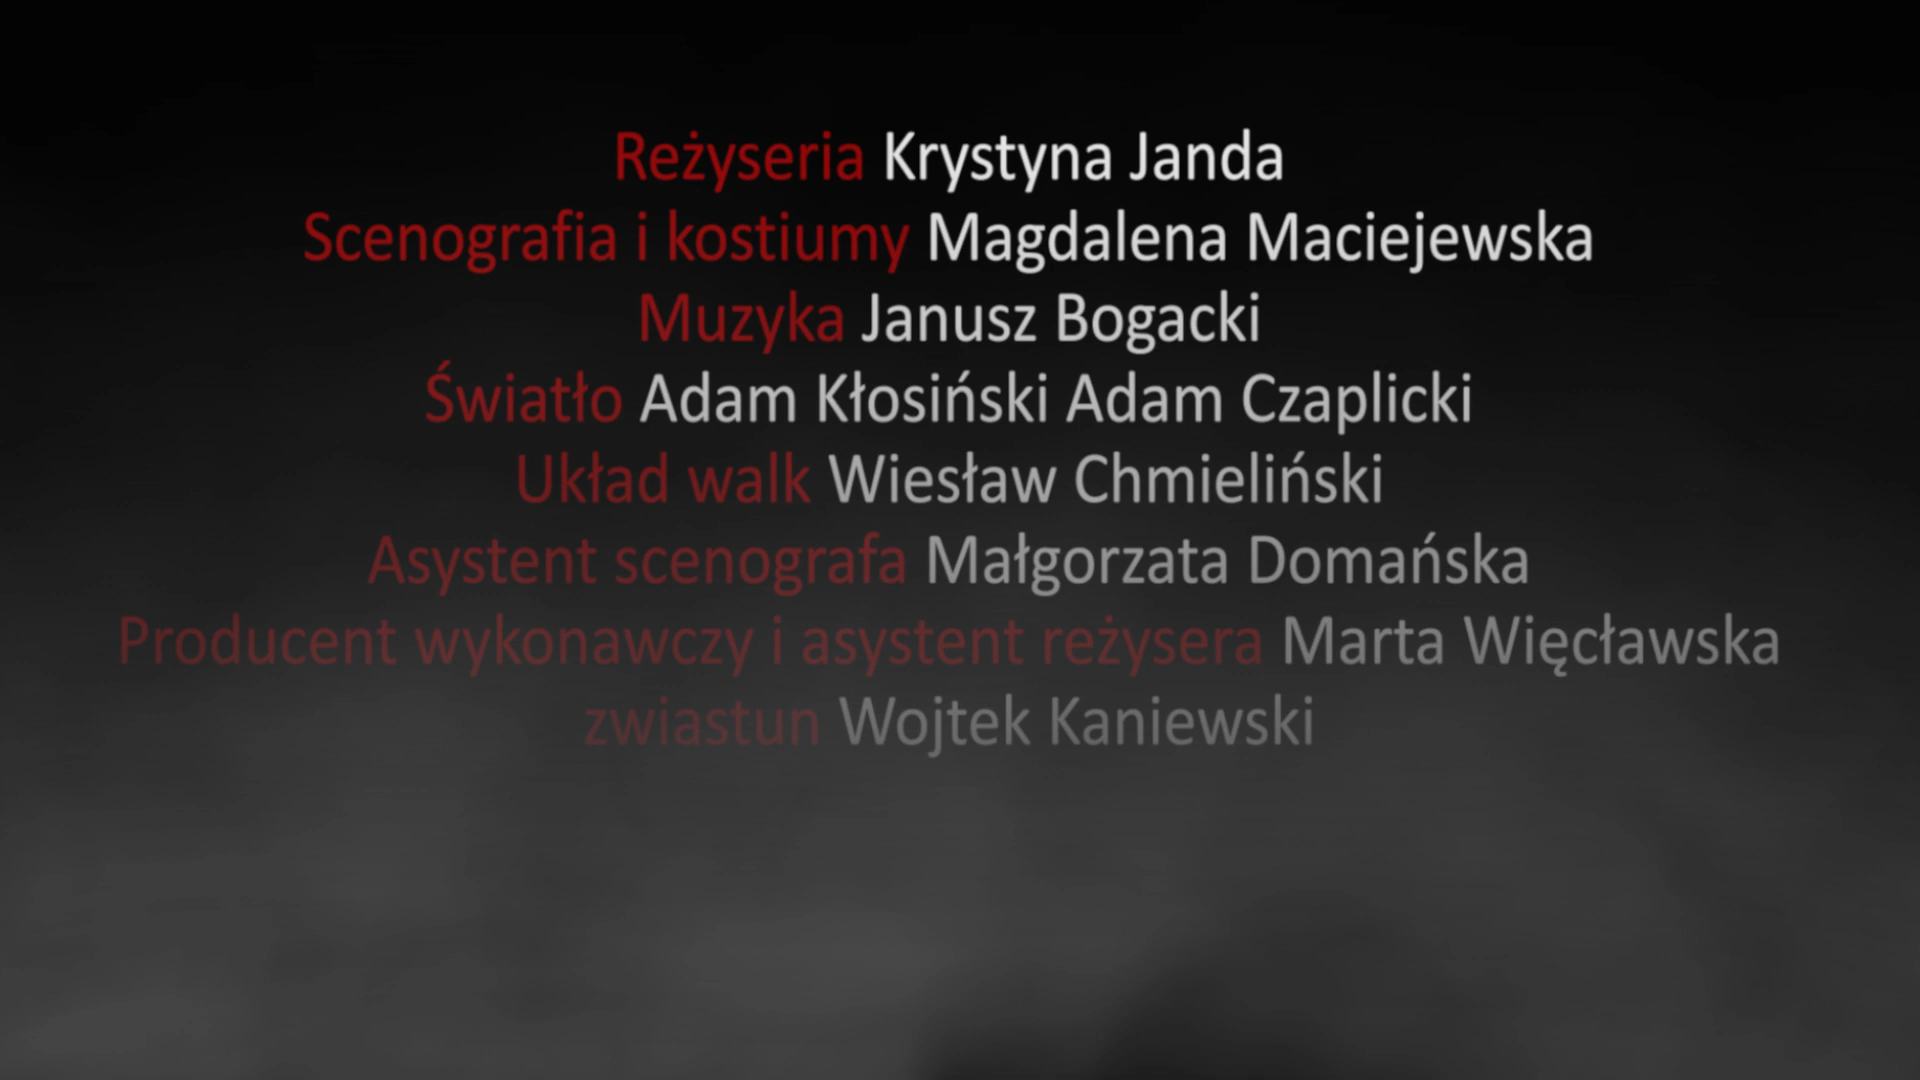 Reżyseria Krystyna Janda
Scenografia i kostiumy Magdalena Maciejewska
Muzyka Janusz Bogacki
Światło Adam Kłosiński Adam Czaplicki
Układ walk Wiesław Chmieliński
Asystent scenografa Małgorzata Domańska
Producent wykonawczy i asystent reżysera Marta Więcławska
zwiastun Wojtek Kaniewski